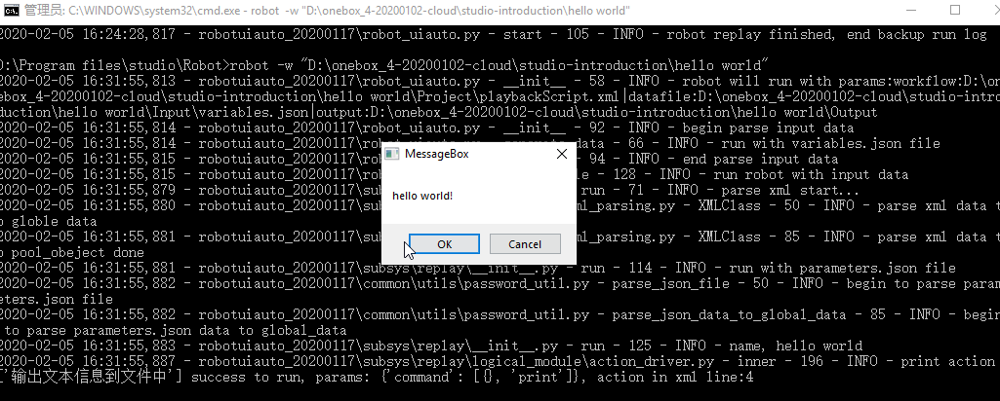 管理员: C:\WINDOWS\system32\cmd.exe - robot -w "D:\onebox_4-20200102-cloud\studio-introduction\hello world"
2020-02-05 16:24:28,817 - robotuiauto_20200117\robot_uiauto.py - start - 105 - INFO - robot replay finished, end backup run log
D:\Program files\studio\Robot>robot -w "D:\onebox_4-20200102-cloud\studio-introduction\hello world"
2020-02-05 16:31:55,813 - robotuiauto_20200117\robot_uiauto.py - __init__ - 58 - INFO - robot will run with params:workflow:D:\on
ebox_4-20200102-cloud\studio-introduction\hello world\Project\playbackScript.xml|datafile:D:\onebox_4-20200102-cloud\studio-intro
duction\hello world\Input\variables.json|output:D:\onebox_4-20200102-cloud\studio-introduction\hello world\Output
2020-02-05 16:31:55,814 - robotuiauto_20200117\robot_uiauto.py - __init__ - 92 - INFO - begin parse input data
2020-02-05 16:31:55,814 - robotuiauto_20200117\rob - 66 - INFO - run with variables.json file
2020-02-05 16:31:55,815 - robotuiauto_20200117\rob - 94 - INFO - end parse input data
2020-02-05 16:31:55,815 - robotuiauto_20200117\rob - 128 - INFO - run robot with input data
2020-02-05 16:31:55,879 - robotuiauto_20200117\sub run - 71 - INFO - parse xml start...
2020-02-05 16:31:55,880 - robotuiauto_20200117\sub ml_parsing.py - XMLClass - 50 - INFO - parse xml data t
o globle data
2020-02-05 16:31:55,881 - robotuiauto_20200117\sub ml_parsing.py - XMLClass - 85 - INFO - parse xml data t
o pool_obeject done
2020-02-05 16:31:55,881 - robotuiauto_20200117\subsys\replay\__init__.py - run - 114 - INFO - run with parameters.json file
2020-02-05 16:31:55,882 - robotuiauto_20200117\common\utils\password_util.py - parse_json_file - 50 - INFO - begin to parse param
eters.json file
2020-02-05 16:31:55,882 - robotuiauto_20200117\common\utils\password_util.py - parse_json_data_to_global_data - 85 - INFO - begin
to parse parameters.json data to global_data
2020-02-05 16:31:55,883 - robotuiauto_20200117\subsys\replay\__init__.py - run - 125 - INFO - name, hello world
2020-02-05 16:31:55,887 - robotuiauto_20200117\subsys\replay\logical_module\action_driver.py - inner - 196 - INFO - print action
['输出文本信息到文件中'] success to run, params: {'command': [{}, 'print']}, action in xml line:4
MessageBox
hello world!
OK
Cancel